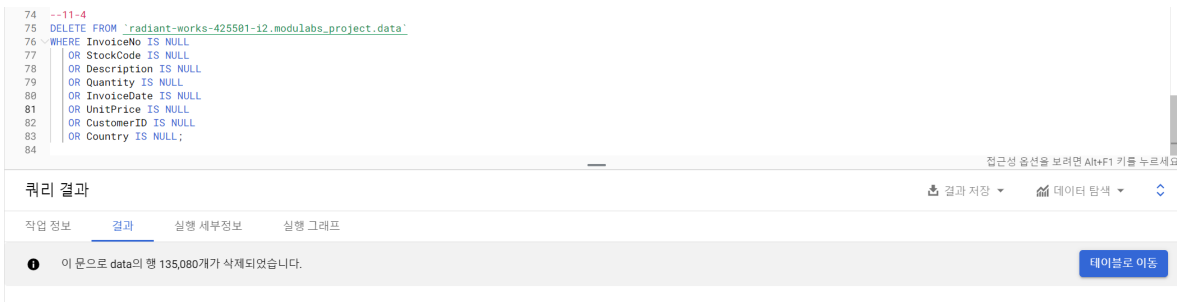 74 --11-4
75 DELETE FROM `radiant-works-425501-i2.modulabs_project.data`
76 WHERE InvoiceNo IS NULL
77 OR StockCode IS NULL
78 OR Description IS NULL
79 OR Quantity IS NULL
80 OR InvoiceDate IS NULL
81 OR UnitPrice IS NULL
82 OR CustomerID IS NULL
83 OR Country IS NULL;
84
접근성 옵션을 보려면 Alt+F1 키를 누르세요
쿼리 결과 결과 저장 데이터 탐색
작업 정보 결과 실행 세부정보 실행 그래프
이 문으로 data의 행 135,080개가 삭제되었습니다. 테이블로 이동